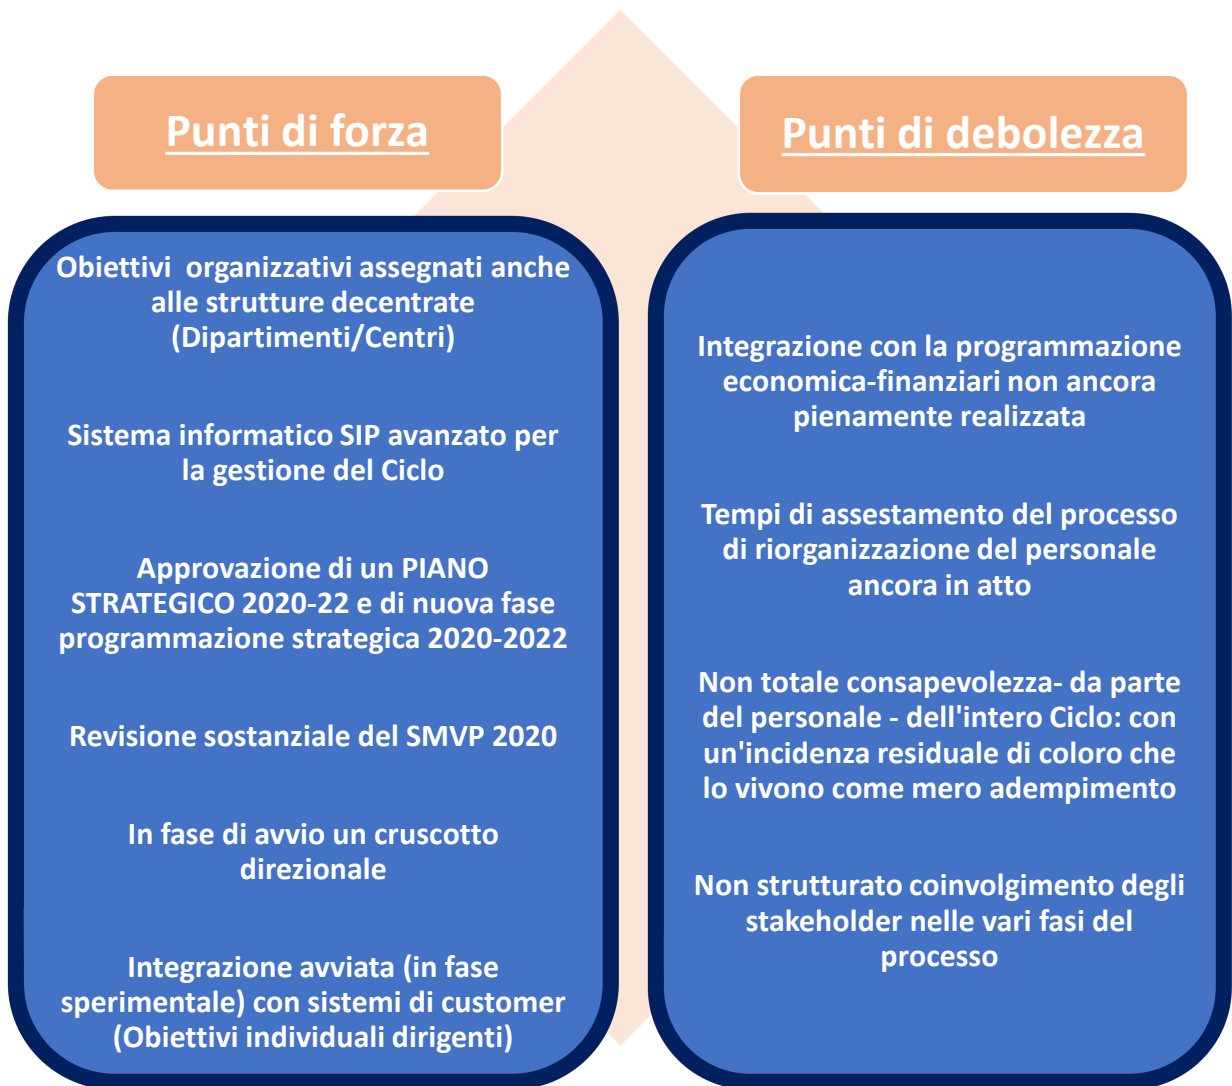 Punti di forza
Obiettivi organizzativi assegnati anche
alle strutture decentrate
(Dipartimenti/Centri)
Sistema informatico SIP avanzato per
la gestione del Ciclo
Approvazione di un PIANO
STRATEGICO 2020-22 e di nuova fase
programmazione strategica 2020-2022
Revisione sostanziale del SMVP 2020
In fase di avvio un cruscotto
direzionale
Integrazione avviata (in fase
sperimentale) con sistemi di customer
(Obiettivi individuali dirigenti)
Punti di debolezza
Integrazione con la programmazione
economica-finanziari non ancora
pienamente realizzata
Tempi di assestamento del processo
di riorganizzazione del personale
ancora in atto
Non totale consapevolezza- da parte
del personale - dell'intero Ciclo: con
un'incidenza residuale di coloro che
lo vivono come mero adempimento
Non strutturato coinvolgimento degli
stakeholder nelle vari fasi del
processo